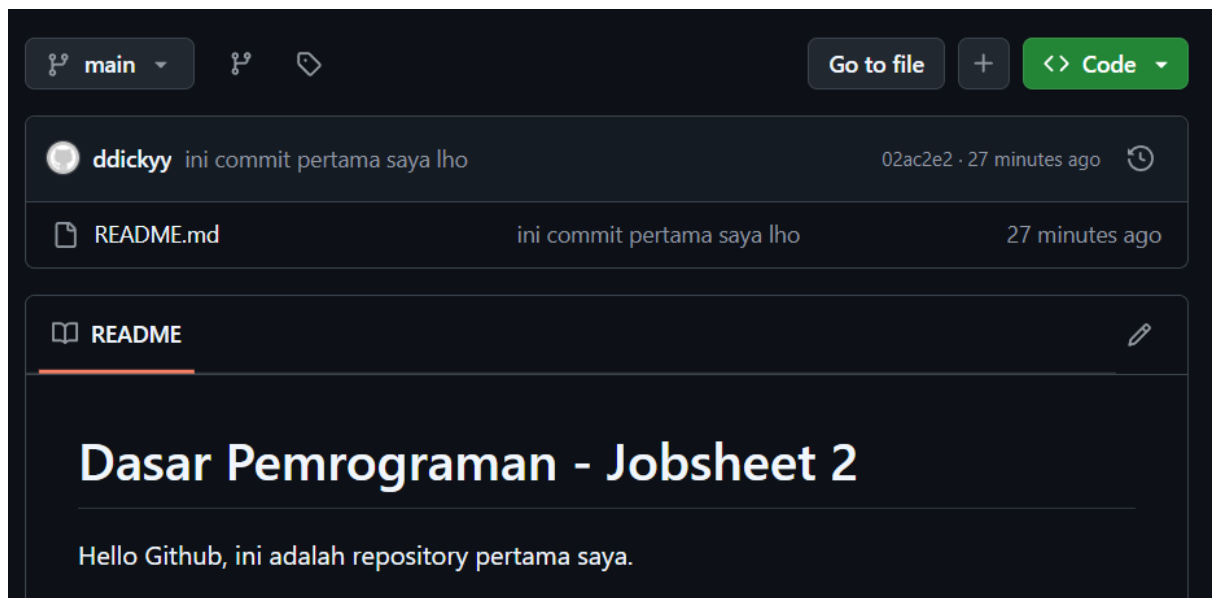 main
Go to file
Code
ddickyy ini commit pertama saya lho 02ac2e2 · 27 minutes ago
README.md ini commit pertama saya lho 27 minutes ago
README
Dasar Pemrograman - Jobsheet 2
Hello Github, ini adalah repository pertama saya.